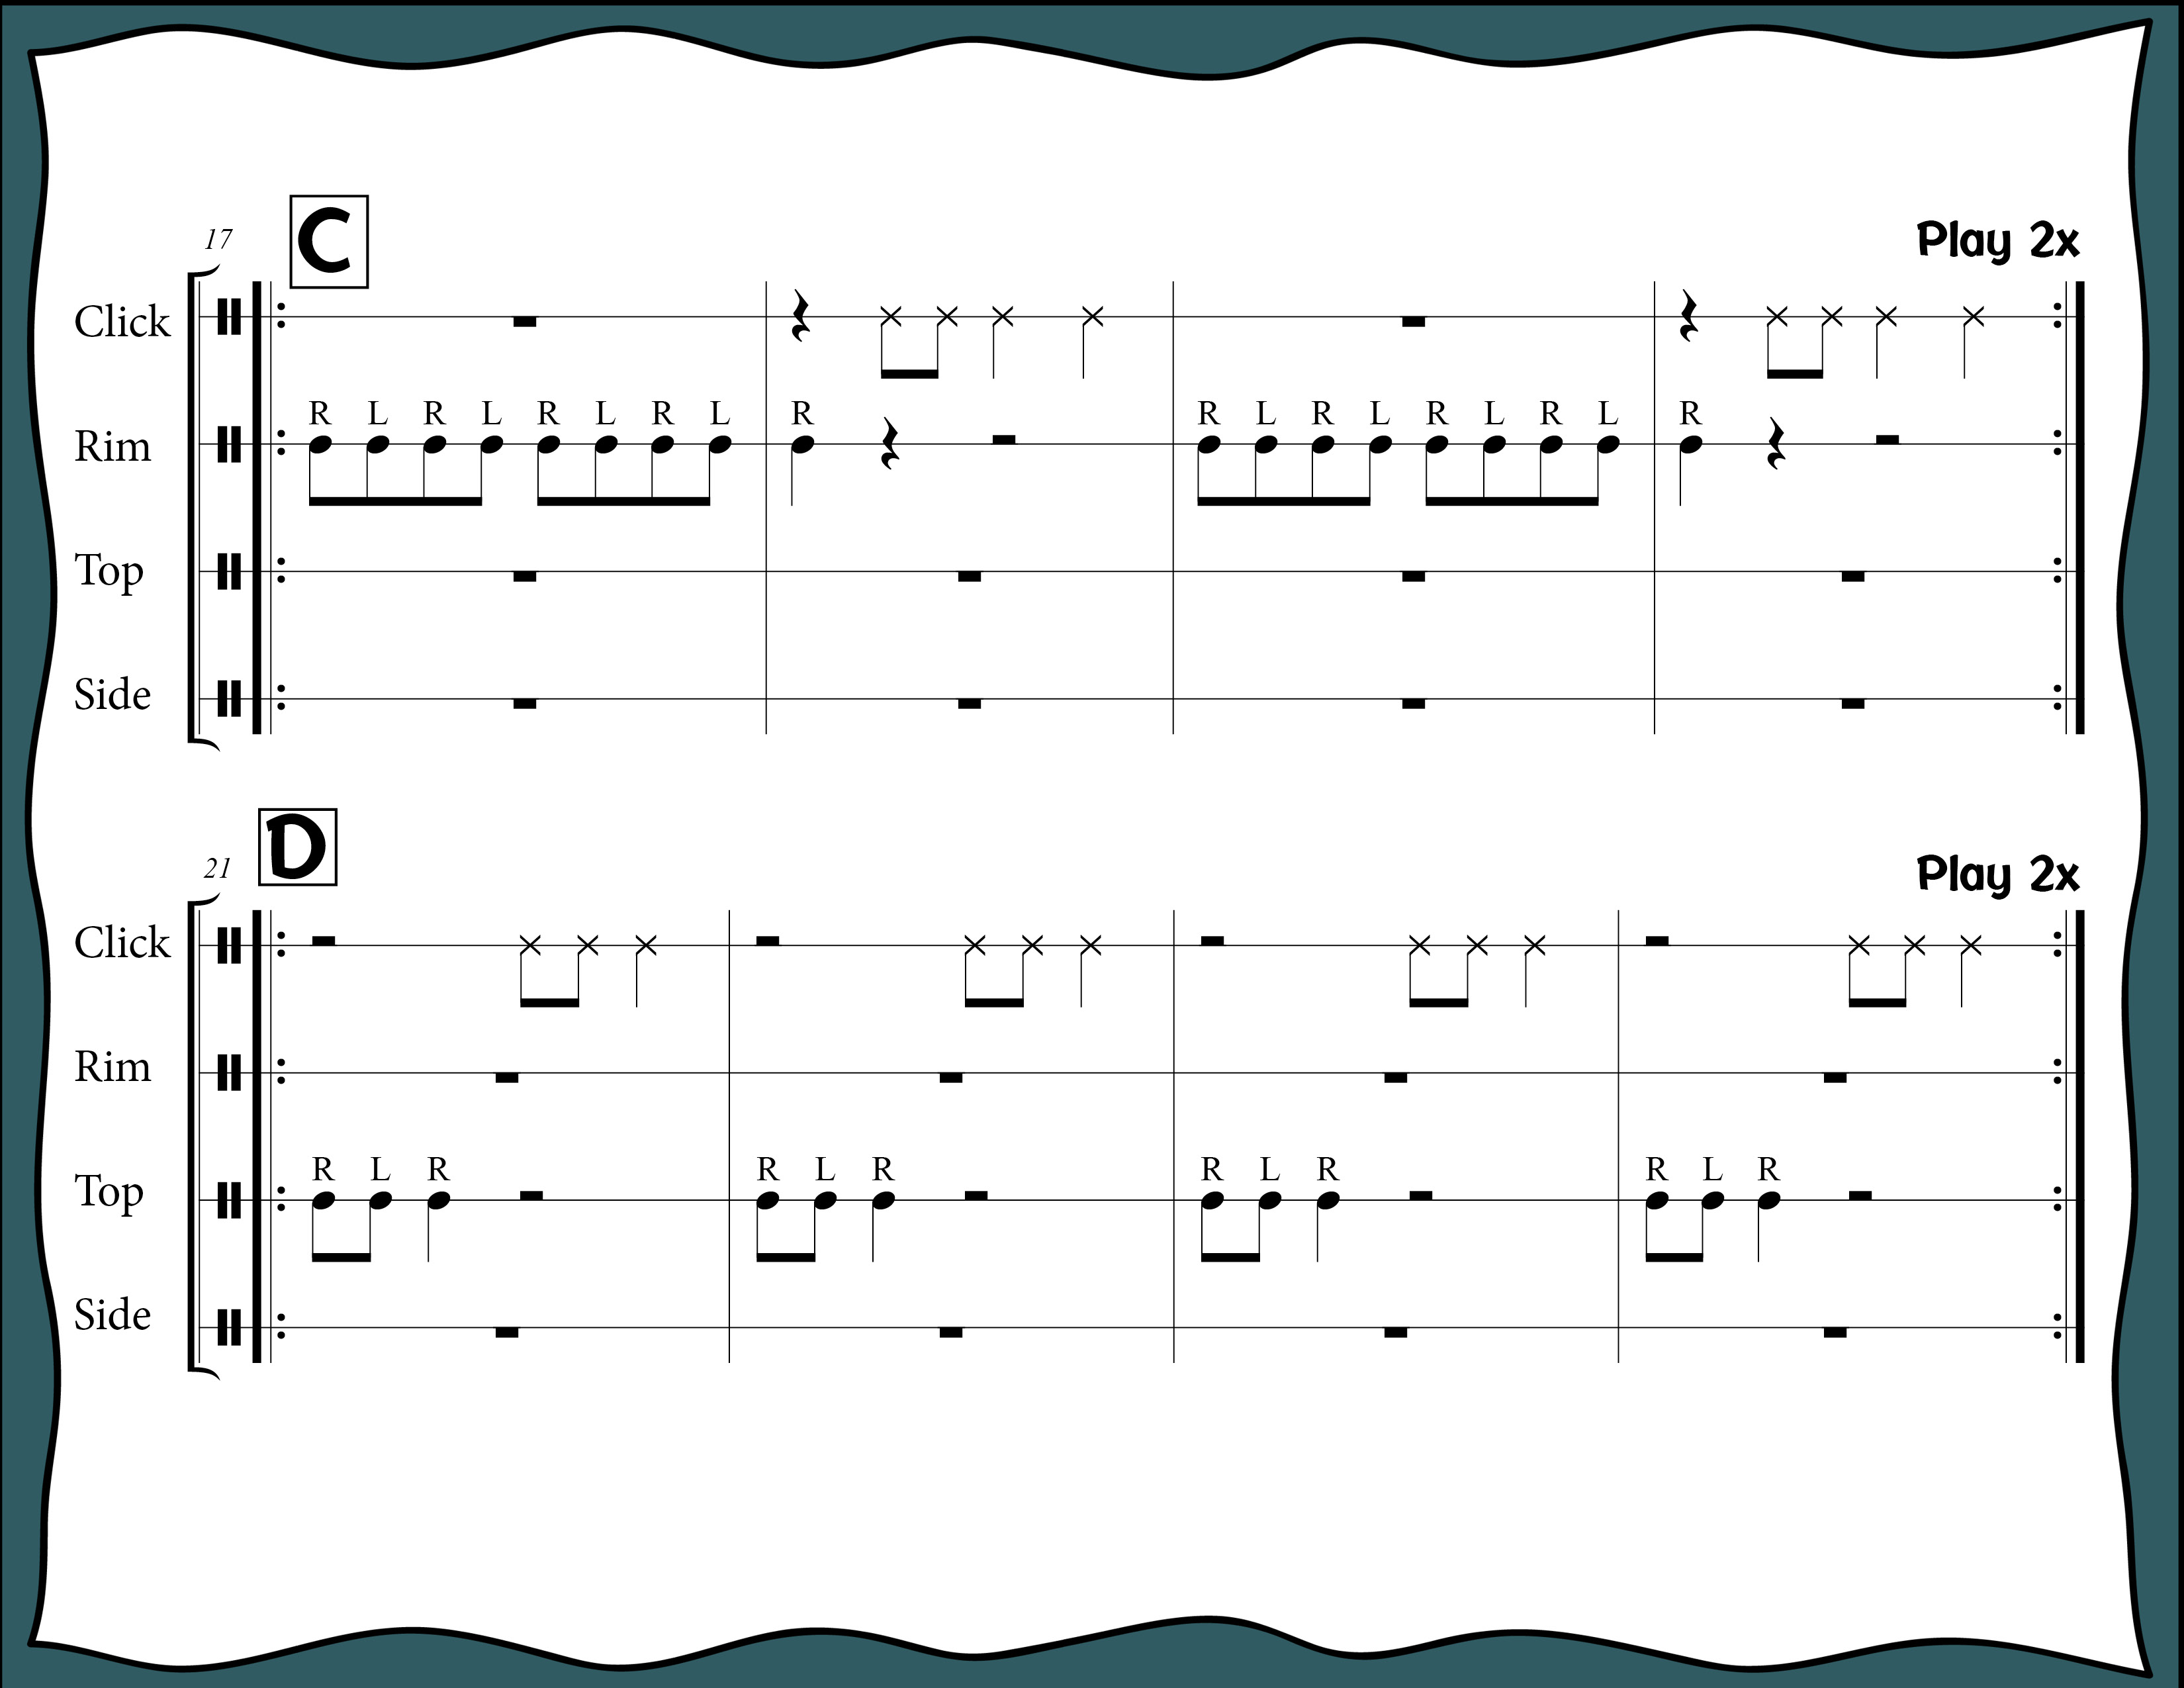 C
17
Play 2x
Click
R L R L R L R L R R L R L R L R L R
Rim
Top
Side
D
21
Play 2x
Click
Rim
R L R R L R R L R R L R
Top
Side